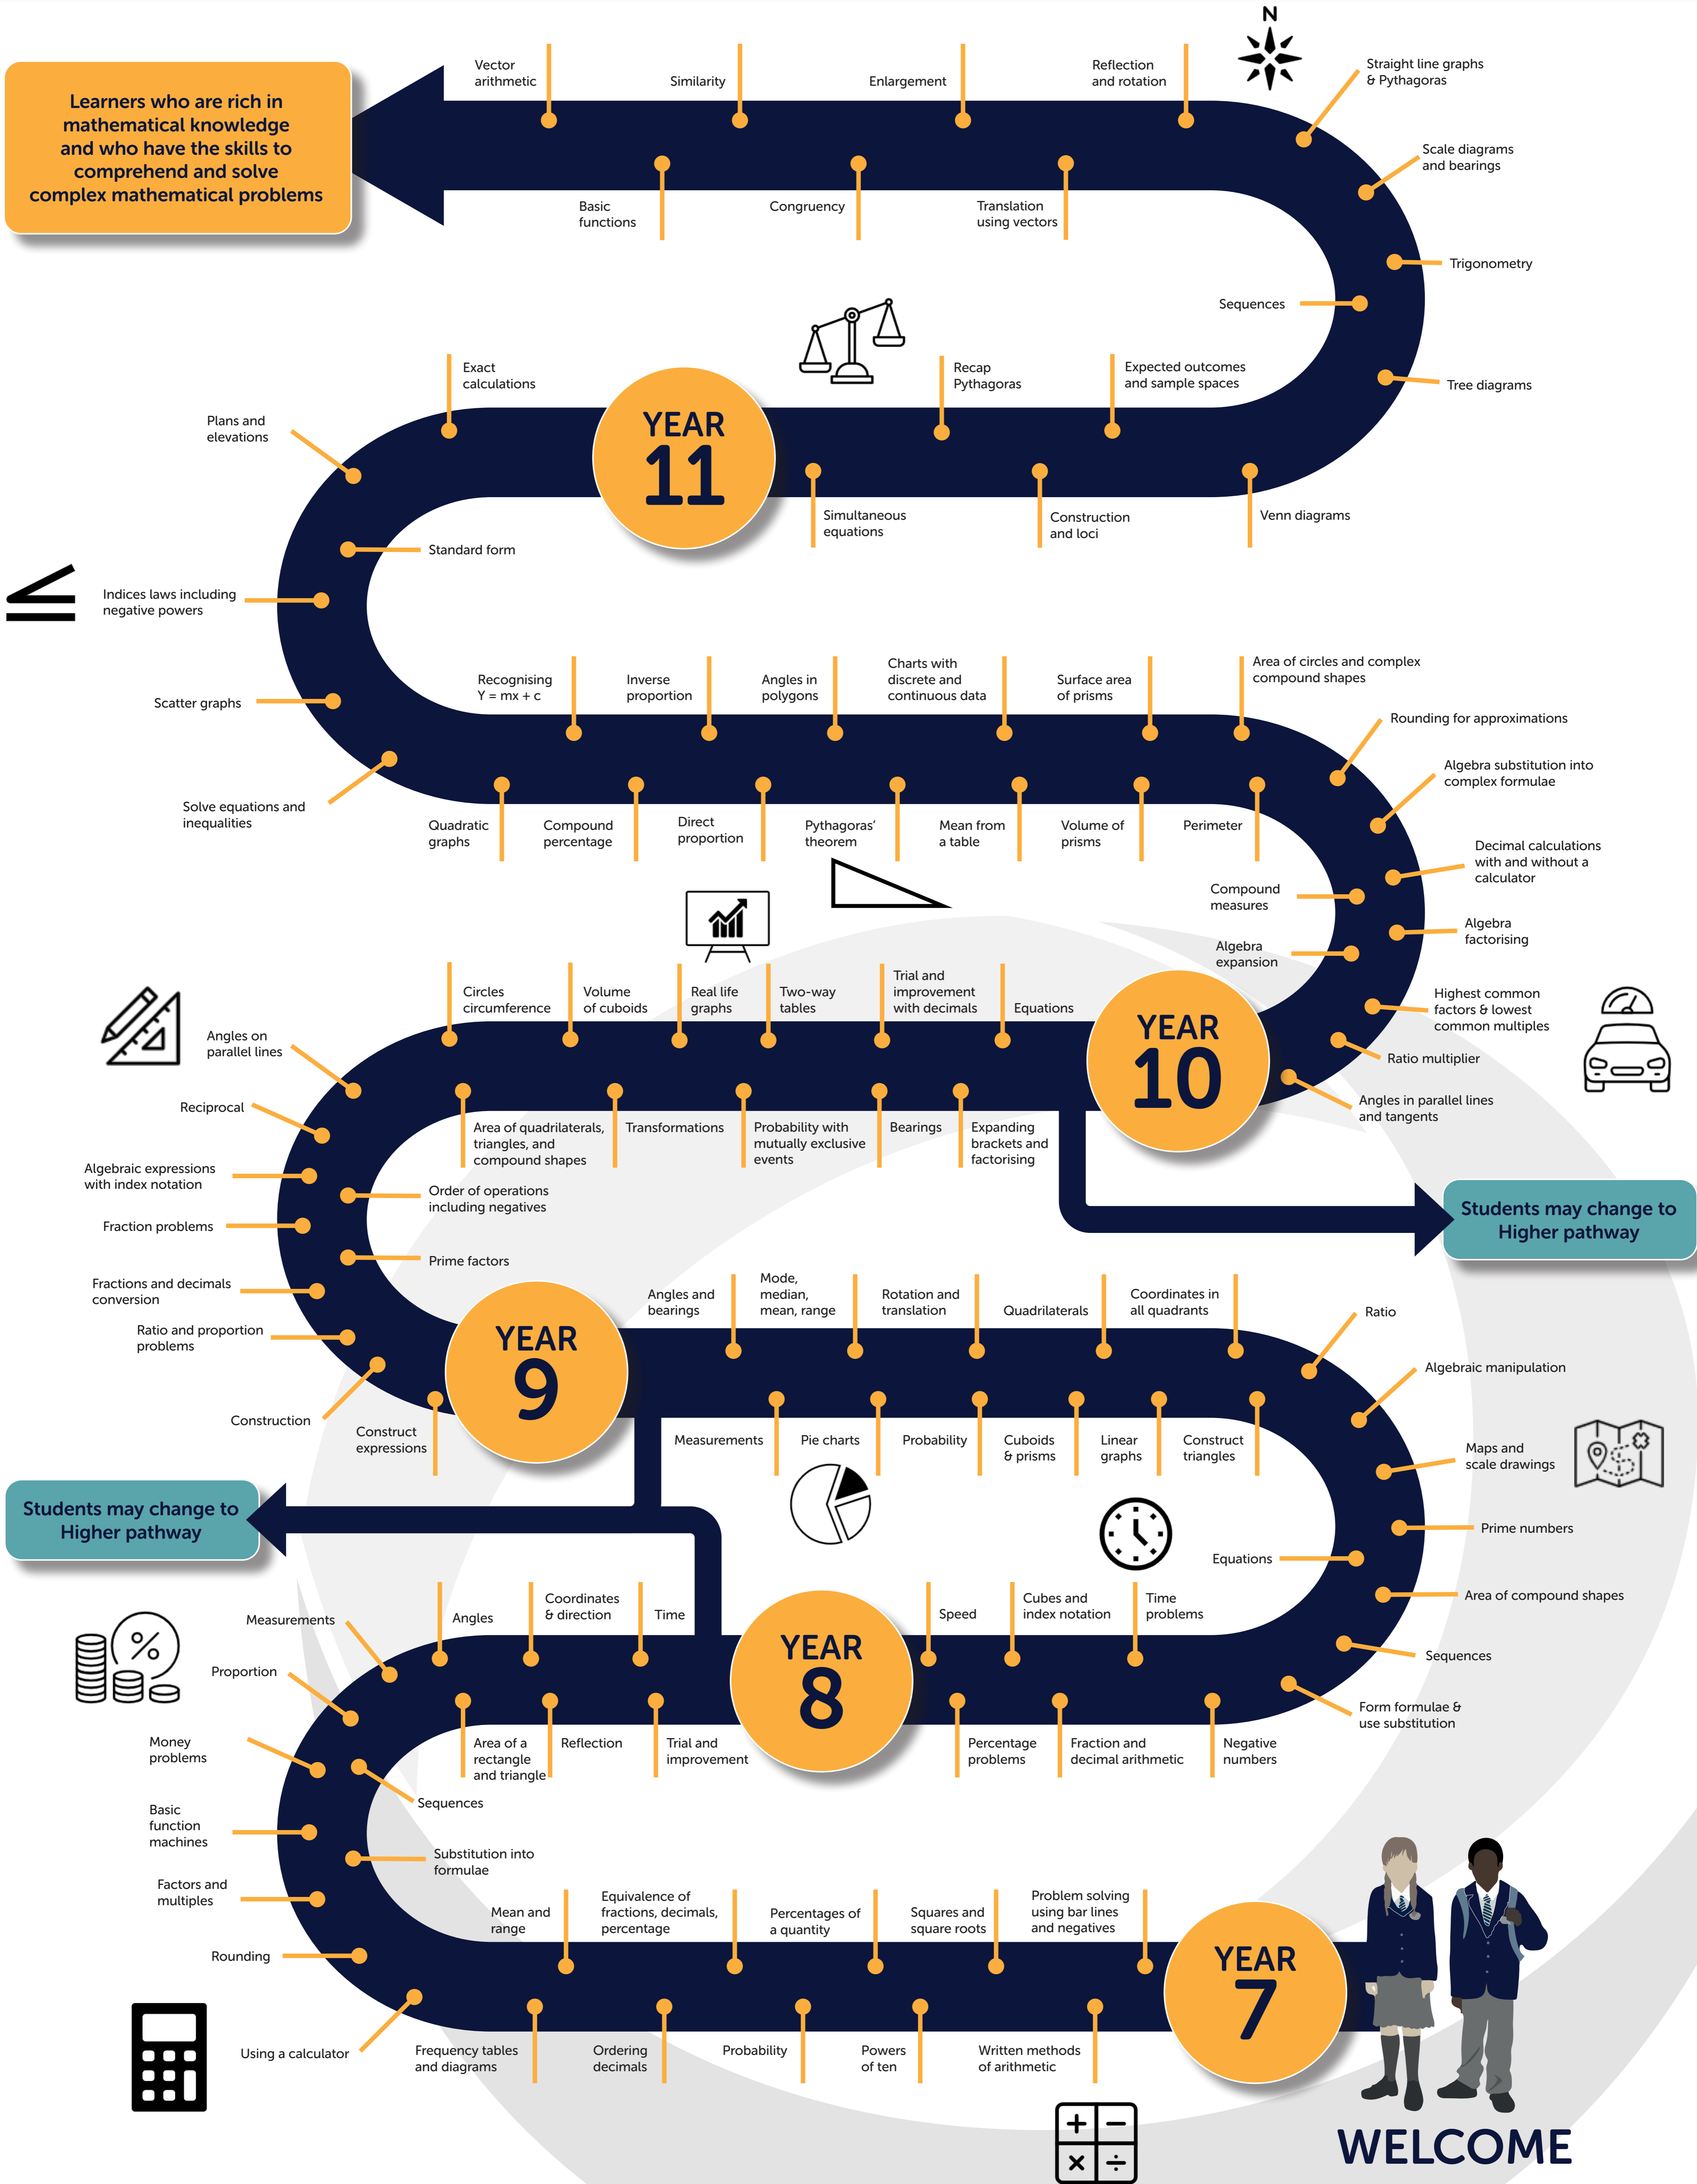 N
Learners who are rich in
mathematical knowledge
and who have the skills to
comprehend and solve
complex mathematical problems
Vector
arithmetic
Similarity
Enlargement
Reflection
and rotation
Straight line graphs
& Pythagoras
Scale diagrams
and bearings
Basic
functions
Congruency
Translation
using vectors
Trigonometry
Sequences
Tree diagrams
Exact
calculations
YEAR
11
Recap
Pythagoras
Expected outcomes
and sample spaces
Plans and
elevations
Simultaneous
equations
Construction
and loci
Venn diagrams
Standard form
Indices laws including
negative powers
Scatter graphs
Solve equations and
inequalities
Recognising
Y = mx + c
Inverse
proportion
Angles in
polygons
Charts with
discrete and
continuous data
Surface area
of prisms
Area of circles and complex
compound shapes
Rounding for approximations
Algebra substitution into
complex formulae
Quadratic
graphs
Compound
percentage
Direct
proportion
Pythagoras’
theorem
Mean from
a table
Volume of
prisms
Perimeter
Decimal calculations
with and without a
calculator
Compound
measures
Algebra
factorising
Algebra
expansion
Highest common
factors & lowest
common multiples
Ratio multiplier
Angles in parallel lines
and tangents
YEAR
10
Circles
circumference
Volume
of cuboids
Real life
graphs
Two-way
tables
Trial and
improvement
with decimals
Equations
Angles on
parallel lines
Reciprocal
Area of quadrilaterals,
triangles, and
compound shapes
Transformations
Probability with
mutually exclusive
events
Bearings
Expanding
brackets and
factorising
Algebraic expressions
with index notation
Order of operations
including negatives
Fraction problems
Prime factors
Fractions and decimals
conversion
Ratio and proportion
problems
Construction
Construct
expressions
Students may change to
Higher pathway
YEAR
9
Angles and
bearings
Mode,
median,
mean, range
Rotation and
translation
Quadrilaterals
Coordinates in
all quadrants
Ratio
Algebraic manipulation
Measurements
Pie charts
Probability
Cuboids
& prisms
Linear
graphs
Construct
triangles
Maps and
scale drawings
Prime numbers
Equations
Area of compound shapes
Sequences
Form formulae &
use substitution
Students may change to
Higher pathway
Measurements
Angles
Coordinates
& direction
Time
YEAR
8
Speed
Cubes and
index notation
Time
problems
%
Proportion
Money
problems
Area of a
rectangle
and triangle
Reflection
Trial and
improvement
Percentage
problems
Fraction and
decimal arithmetic
Negative
numbers
Sequences
Basic
function
machines
Substitution into
formulae
Factors and
multiples
Rounding
Using a calculator
Mean and
range
Equivalence of
fractions, decimals,
percentage
Percentages of
a quantity
Squares and
square roots
Problem solving
using bar lines
and negatives
YEAR
7
Frequency tables
and diagrams
Ordering
decimals
Probability
Powers
of ten
Written methods
of arithmetic
+ −
× ÷
WELCOME